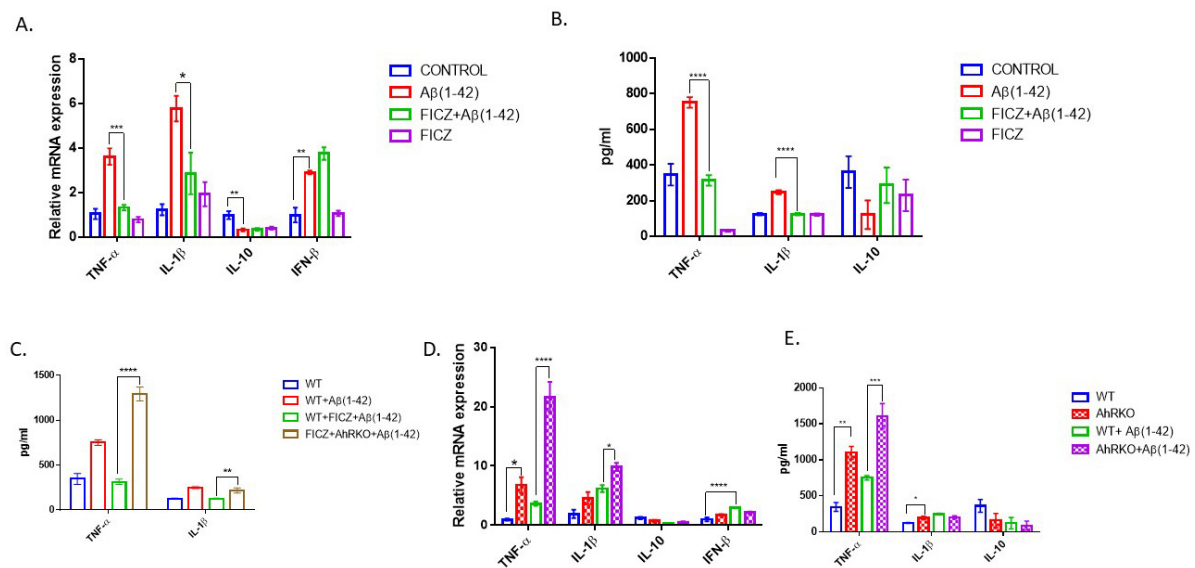 A.
Relative mRNA expression
8
6
4
2
0
***
*
**
**
TNF-α
IL-1β
IL-10
IFN-β
CONTROL
Aβ(1-42)
FICZ+Aβ(1-42)
FICZ
B.
pg/ml
1000
800
600
400
200
0
****
****
TNF-α
IL-1β
IL-10
CONTROL
Aβ(1-42)
FICZ+Aβ(1-42)
FICZ
C.
pg/ml
1500
1000
500
0
****
**
TNF-α
IL-1β
WT
WT+Aβ(1-42)
WT+FICZ+Aβ(1-42)
FICZ+AhRKO+Aβ(1-42)
D.
Relative mRNA expression
30
20
10
0
*
****
*
****
TNF-α
IL-1β
IL-10
IFN-β
E.
pg/ml
2000
1500
1000
500
0
**
***
*
TNF-α
IL-1β
IL-10
WT
AhRKO
WT+ Aβ(1-42)
AhRKO+Aβ(1-42)